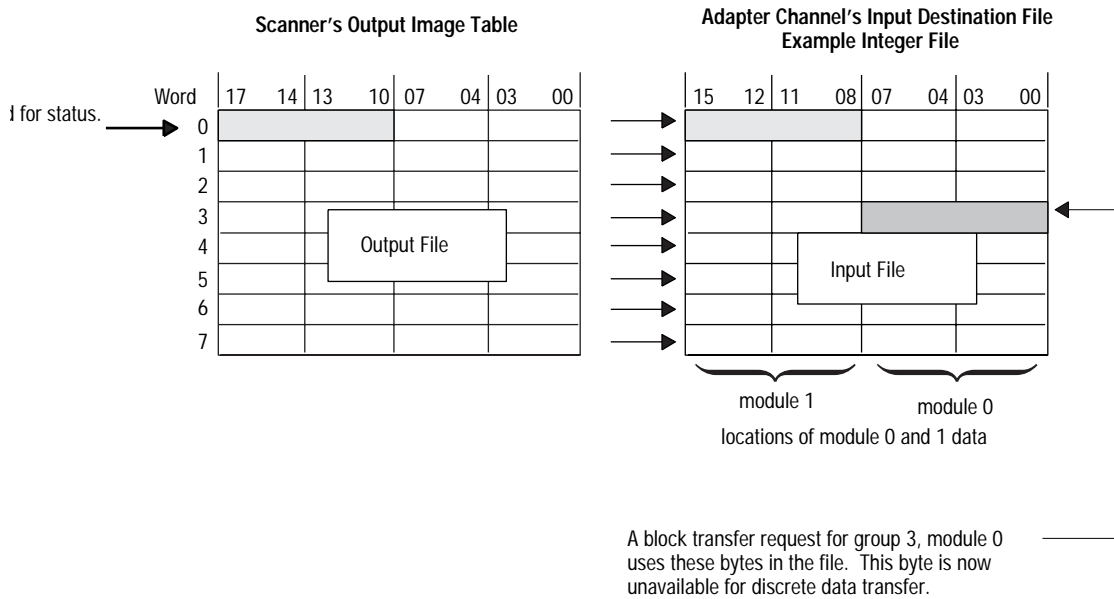 Scanner's Output Image Table
Adapter Channel's Input Destination File
Example Integer File
Word 17 14 13 10 07 04 03 00
15 12 11 08 07 04 03 00
d for status.
0
1
2
3
4
5
6
7
Output File
Input File
module 1
module 0
locations of module 0 and 1 data
A block transfer request for group 3, module 0
uses these bytes in the file. This byte is now
unavailable for discrete data transfer.